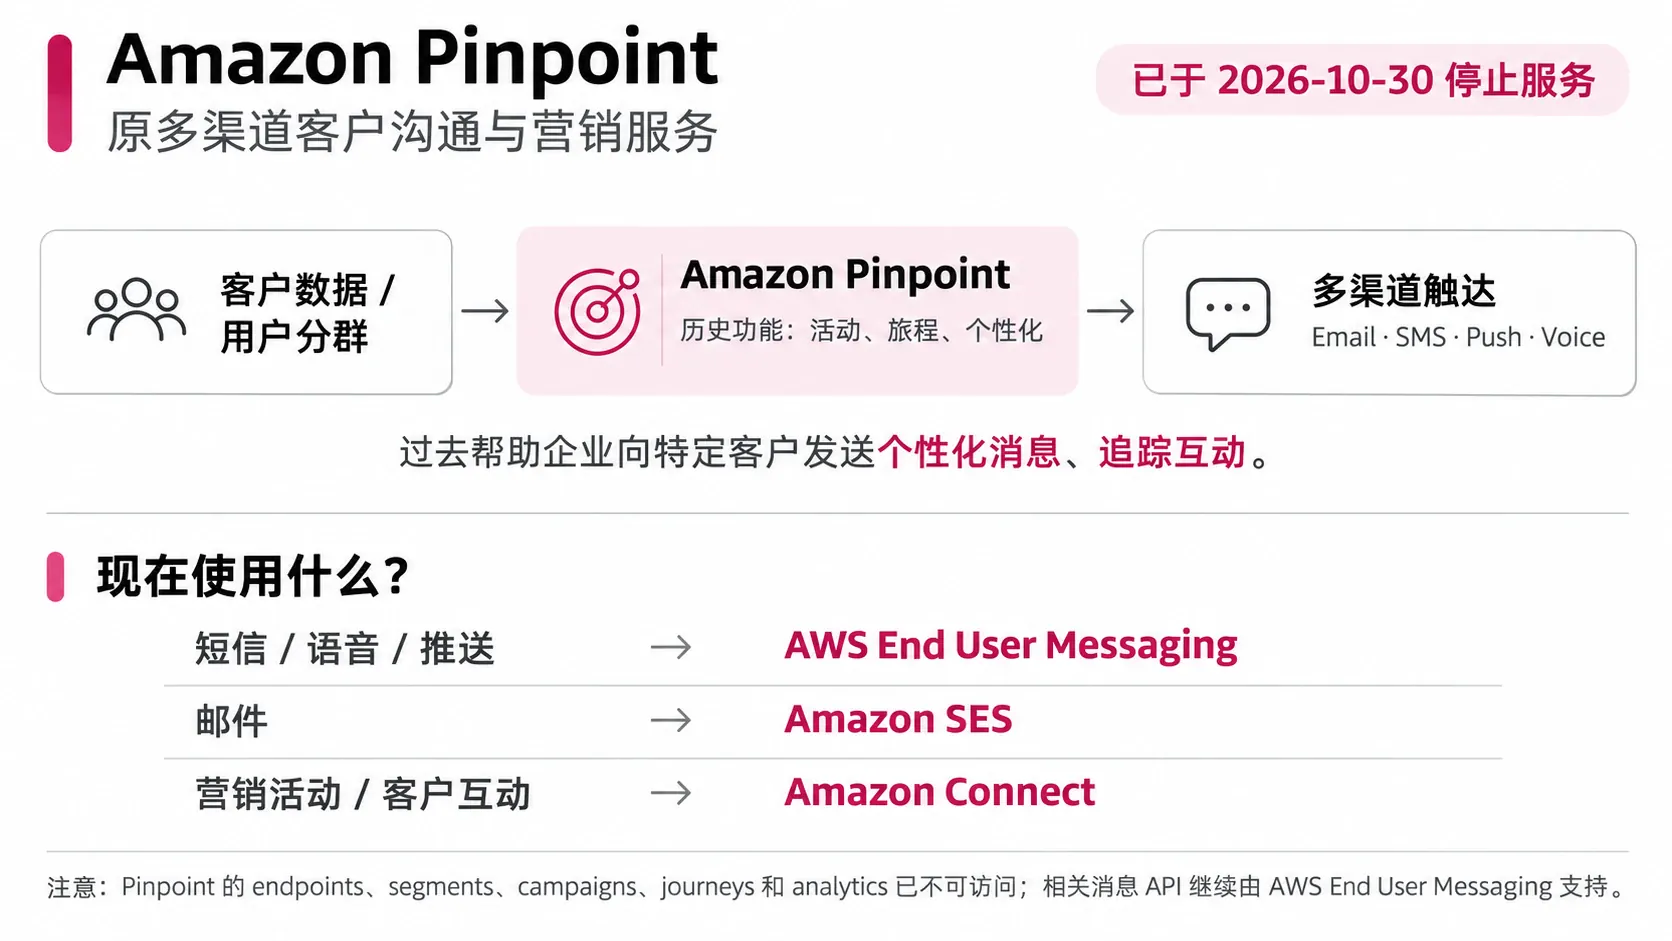 Amazon Pinpoint
原多渠道客户沟通与营销服务
已于 2026-10-30 停止服务
客户数据 /
用户分群
Amazon Pinpoint
历史功能：活动、旅程、个性化
多渠道触达
Email · SMS · Push · Voice
过去帮助企业向特定客户发送个性化消息、追踪互动。
现在使用什么？
短信 / 语音 / 推送 → AWS End User Messaging
邮件 → Amazon SES
营销活动 / 客户互动 → Amazon Connect
注意：Pinpoint 的 endpoints、segments、campaigns、journeys 和 analytics 已不可访问；相关消息 API 继续由 AWS End User Messaging 支持。